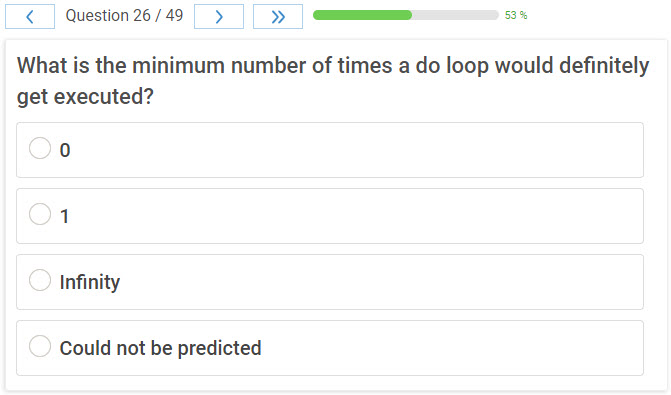 Question 26 / 49
53 %
What is the minimum number of times a do loop would definitely
get executed?
0
1
Infinity
Could not be predicted